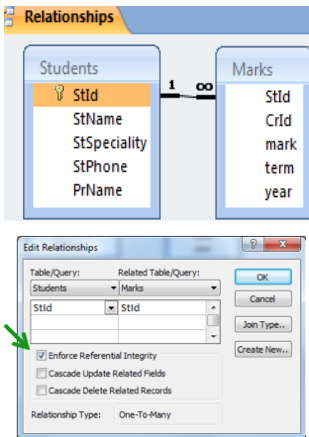 Relationships
Students
StId
StName
StSpeciality
StPhone
PrName
1 ∞
Marks
StId
CrId
mark
term
year
Edit Relationships
Table/Query: Related Table/Query:
Students Marks
StId StId
OK
Cancel
Join Type..
Create New..
Enforce Referential Integrity
Cascade Update Related Fields
Cascade Delete Related Records
Relationship Type: One-To-Many